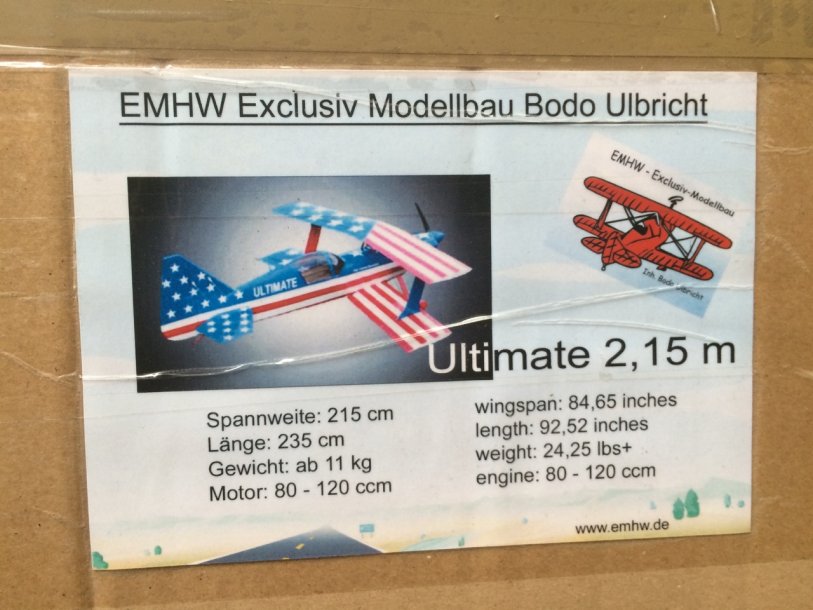 EMHW Exclusiv Modellbau Bodo Ulbricht
EMHW - Exclusiv-Modellbau
Inh. Bodo Ulbricht
ULTIMATE
Ultimate 2,15 m
Spannweite: 215 cm
Länge: 235 cm
Gewicht: ab 11 kg
Motor: 80 - 120 ccm
wingspan: 84,65 inches
length: 92,52 inches
weight: 24,25 lbs+
engine: 80 - 120 ccm
www.emhw.de